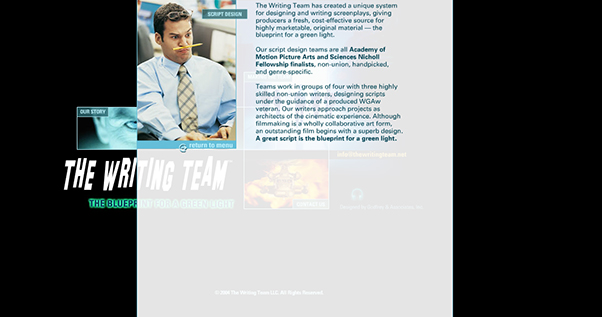 The Writing Team has created a unique system
for designing and writing screenplays, giving
producers a fresh, cost-effective source for
highly marketable, original material — the
blueprint for a green light.
SCRIPT DESIGN
Our script design teams are all Academy of
Motion Picture Arts and Sciences Nicholl
Fellowship finalists, non-union, handpicked,
and genre-specific.
Teams work in groups of four with three highly
skilled non-union writers, designing scripts
under the guidance of a produced WGAw
veteran. Our writers approach projects as
architects of the cinematic experience. Although
filmmaking is a wholly collaborative art form,
an outstanding film begins with a superb design.
A great script is the blueprint for a green light.
OUR STORY
return to menu
THE WRITING TEAM
THE BLUEPRINT FOR A GREEN LIGHT
The Writing Team LLC. All Rights Reserved